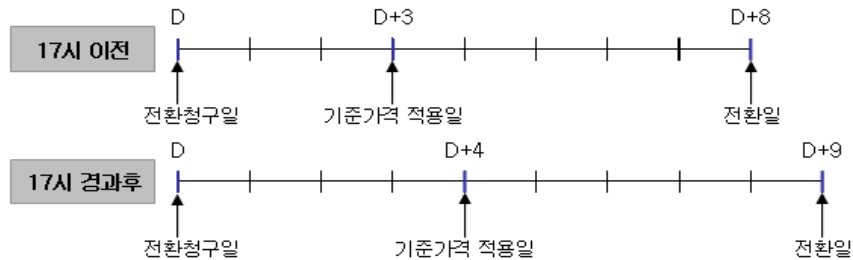 D D+3 D+8
17시 이전
전환청구일 기준가격 적용일 전환일
D D+4 D+9
17시 경과후
전환청구일 기준가격 적용일 전환일